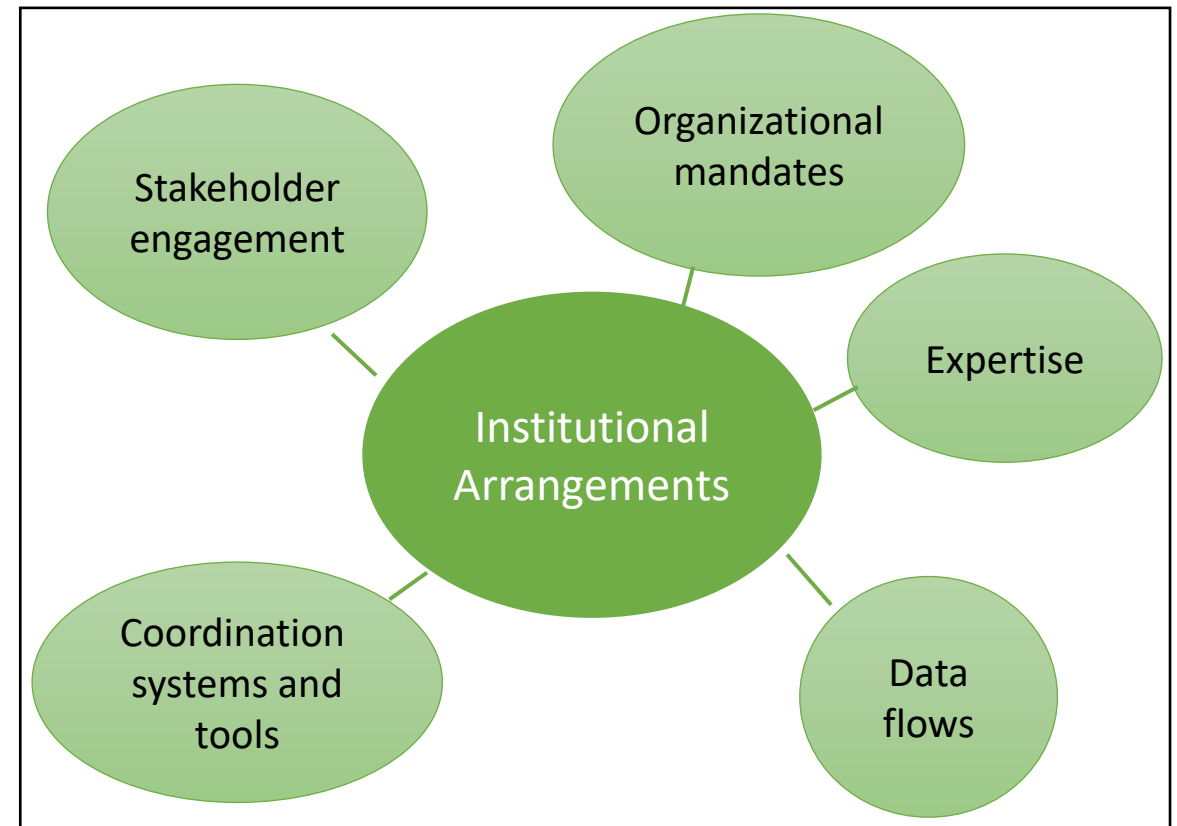 Organizational
mandates
Stakeholder
engagement
Expertise
Institutional
Arrangements
Coordination
systems and
tools
Data
flows